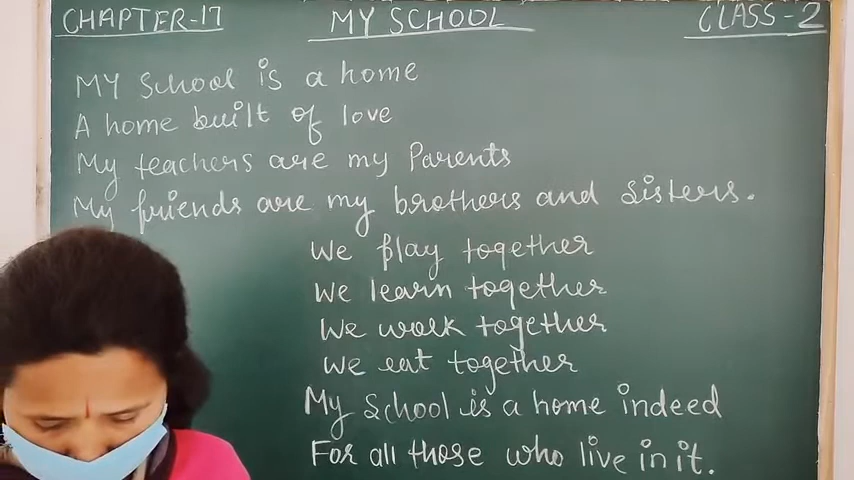 CHAPTER-17 MY SCHOOL CLASS-2
MY School is a home
A home built of love
My teachers are my Parents
My friends are my brothers and sisters.
We play together
We learn together
We work together
We eat together
My School is a home indeed
For all those who live in it.